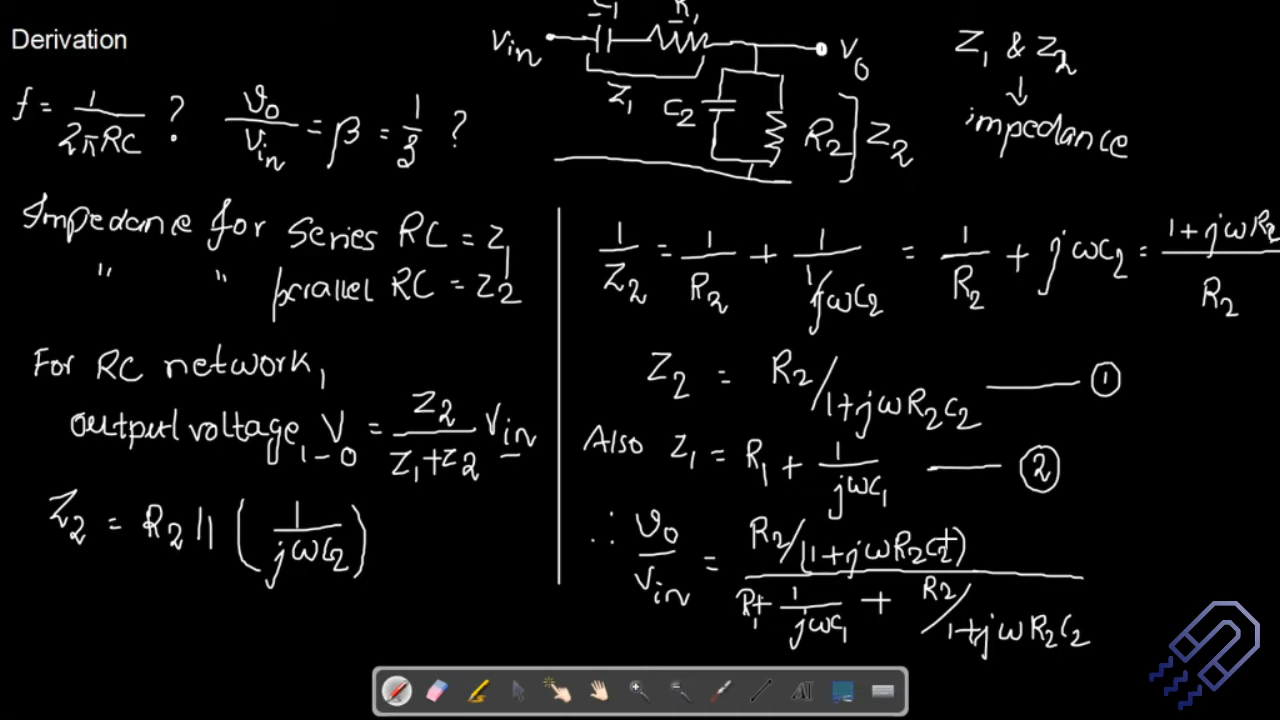 Derivation
f = 1/2πRC ? v₀/Vin = β = 1/3 ?
Vin C₁ R₁ V₀
Z₁ C₂ R₂ Z₂
Z₁ & Z₂
↓
impedance
Impedance for series RC = Z₁
" " parallel RC = Z₂
For RC network,
output voltage, V₀ = Z₂/(Z₁+Z₂) Vin
Z₂ = R₂ || (1/jωC₂)
1/Z₂ = 1/R₂ + 1/(1/jωC₂) = 1/R₂ + jωC₂ = 1+jωR₂/R₂
Z₂ = R₂/1+jωR₂C₂ —— ①
Also Z₁ = R₁ + 1/jωC₁ —— ②
∴ v₀/Vin = R₂/(1+jωR₂C₂) / R₁ + 1/jωC₁ + R₂/1+jωR₂C₂
AI